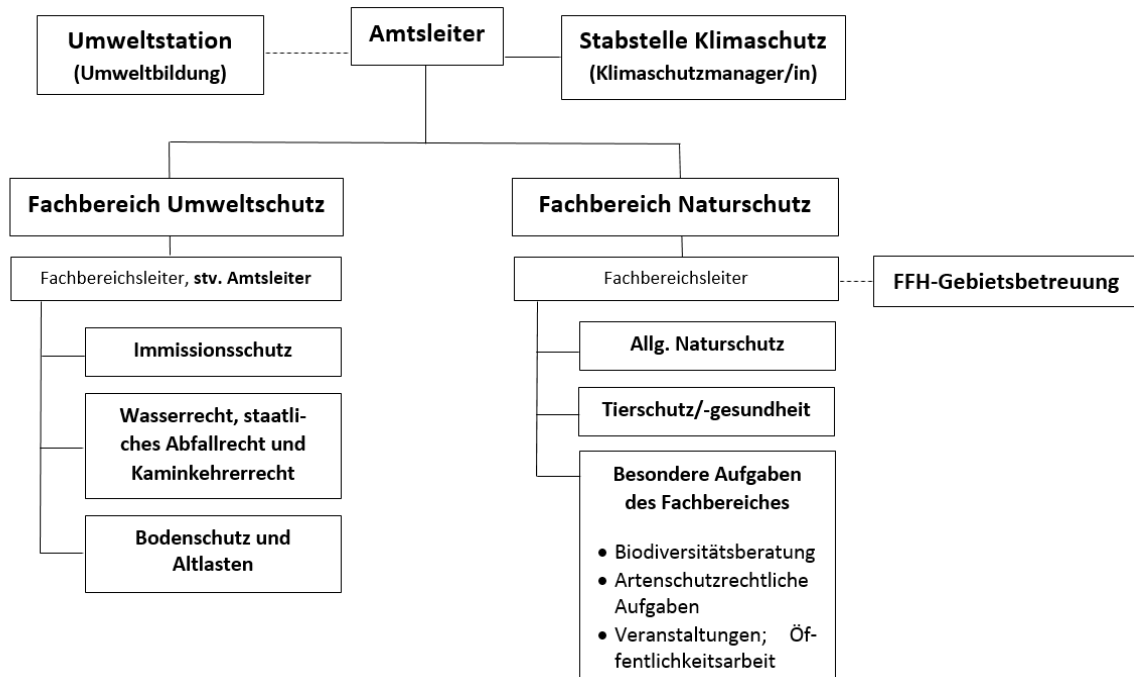 Umweltstation
(Umweltbildung)
Amtsleiter
Stabstelle Klimaschutz
(Klimaschutzmanager/in)
Fachbereich Umweltschutz
Fachbereichsleiter, stv. Amtsleiter
Immissionsschutz
Wasserrecht, staatli-
ches Abfallrecht und
Kaminkehrerrecht
Bodenschutz und
Altlasten
Fachbereich Naturschutz
Fachbereichsleiter
FFH-Gebietsbetreuung
Allg. Naturschutz
Tierschutz/-gesundheit
Besondere Aufgaben
des Fachbereiches
• Biodiversitätsberatung
• Artenschutzrechtliche
Aufgaben
• Veranstaltungen; Öf-
fentlichkeitsarbeit